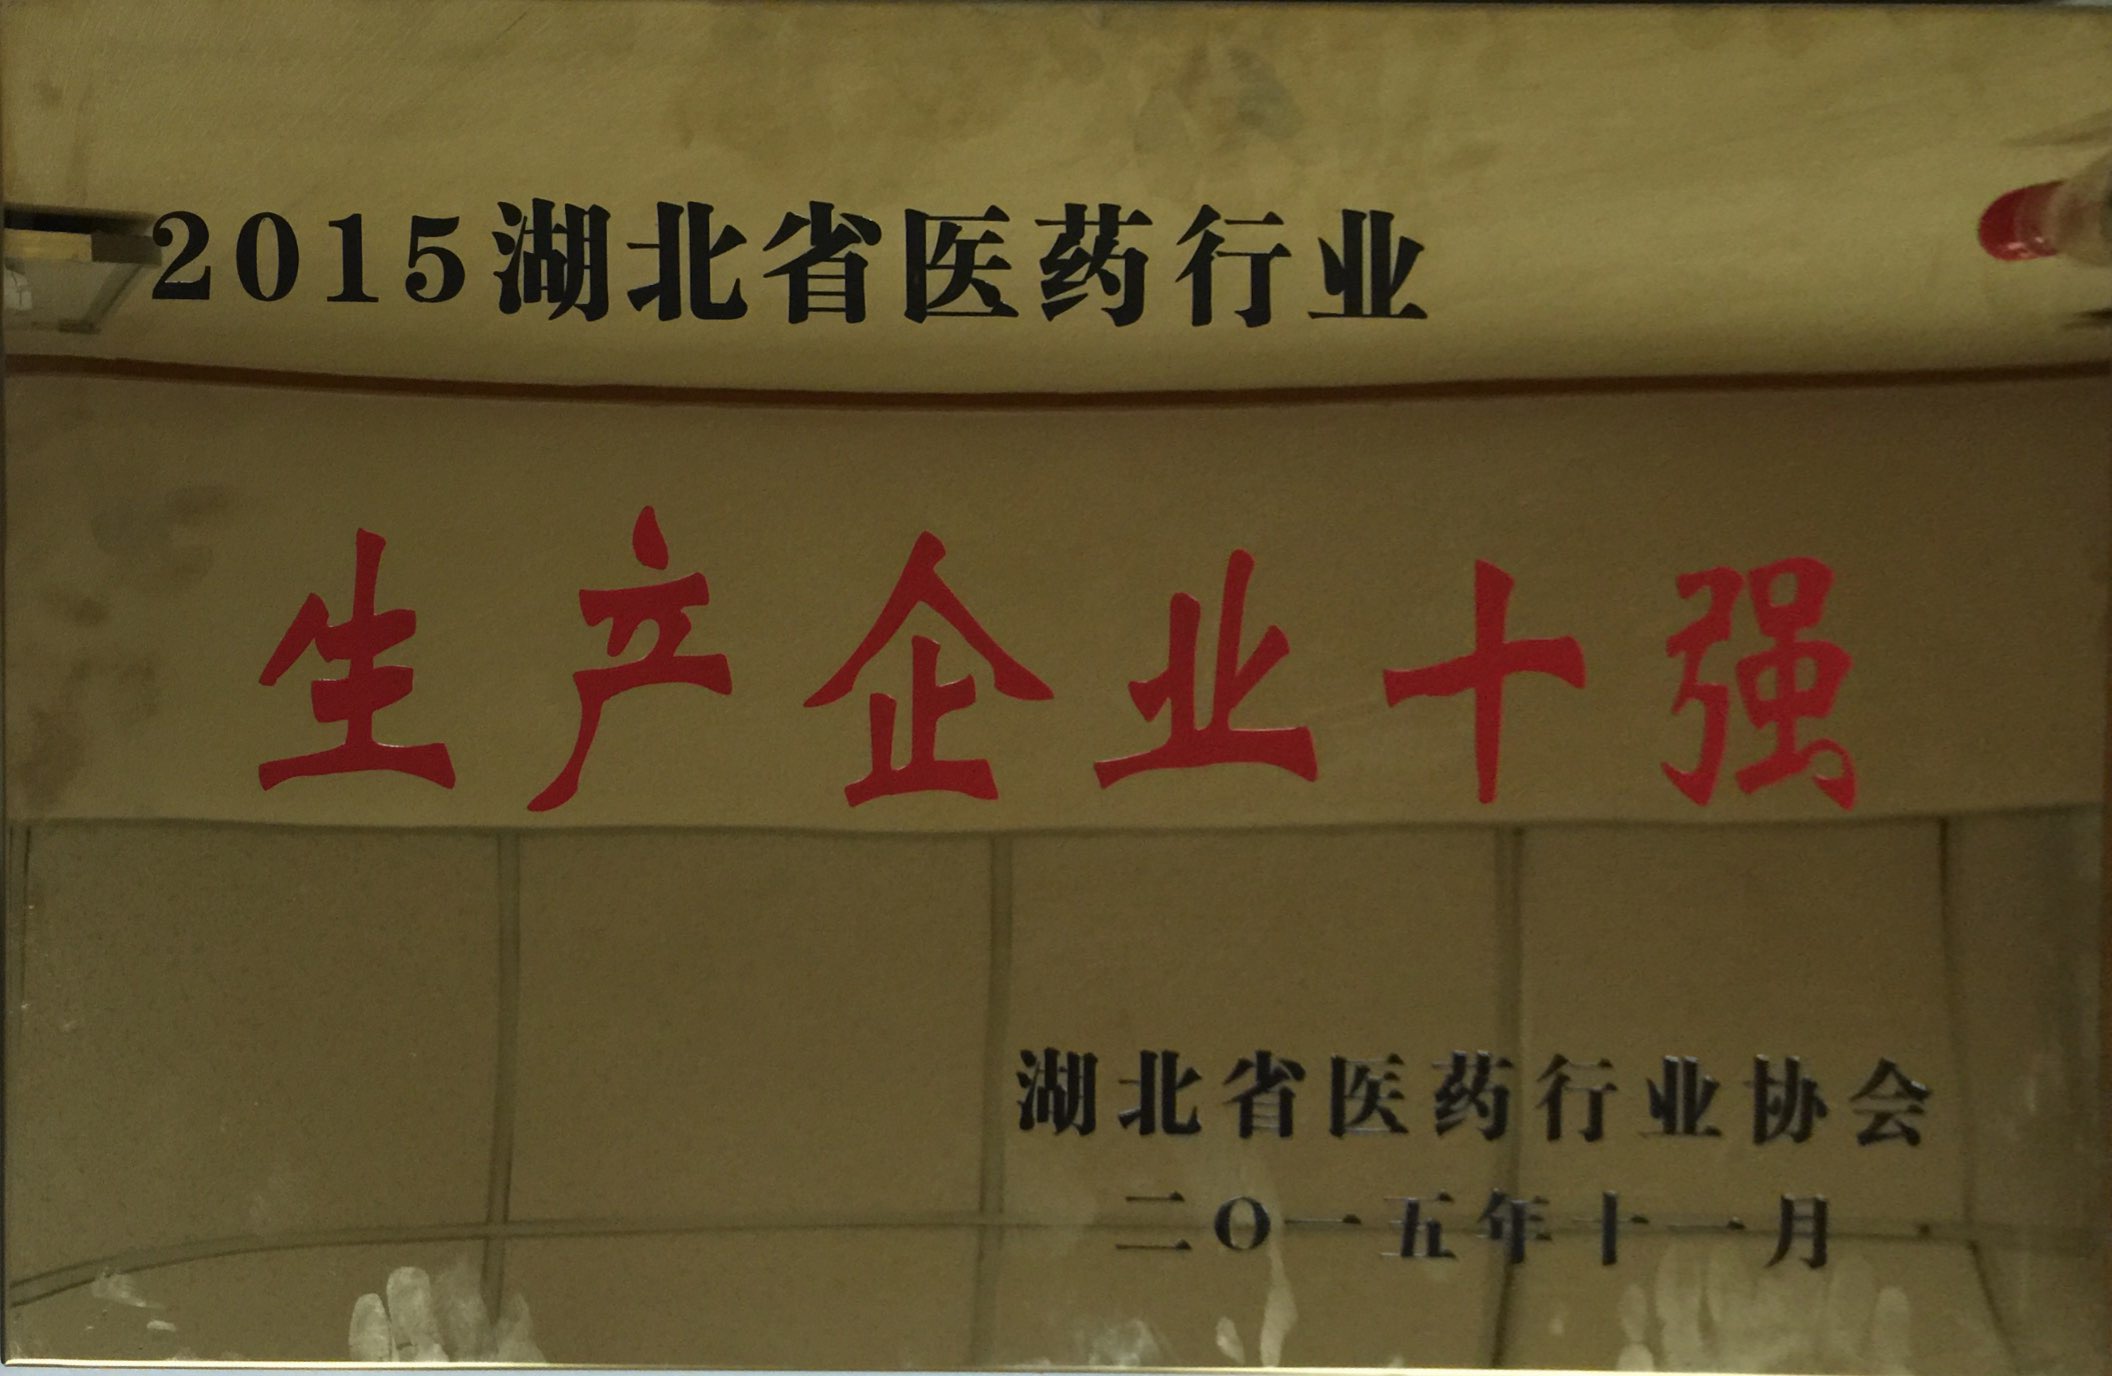 2015湖北省医药行业
生产企业十强
湖北省医药行业协会
二O一五年十一月